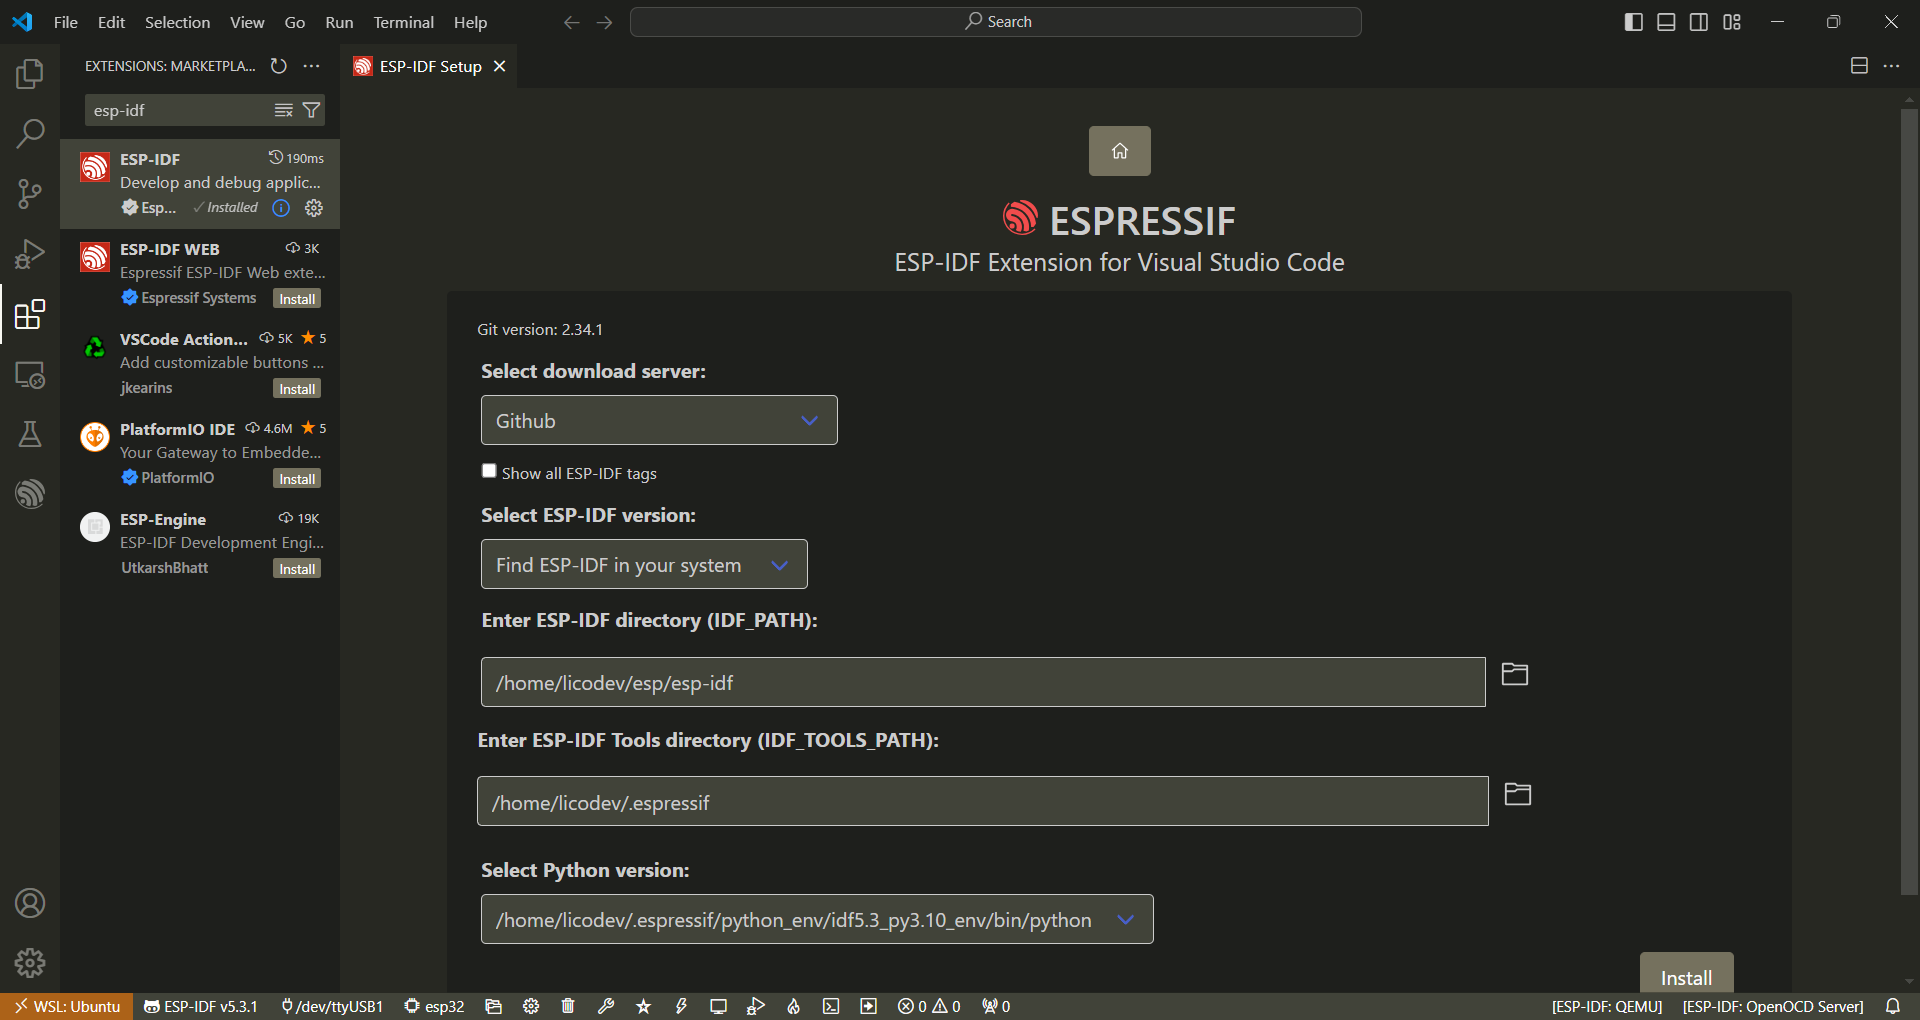 File Edit Selection View Go Run Terminal Help
Search
EXTENSIONS: MARKETPLA...
ESP-IDF Setup
esp-idf
ESP-IDF 190ms
Develop and debug applic...
Esp... ✓Installed
ESP-IDF WEB 3K
Espressif ESP-IDF Web exte...
Espressif Systems Install
VSCode Action... 5K ★ 5
Add customizable buttons ...
jkearins Install
PlatformIO IDE 4.6M ★ 5
Your Gateway to Embedde...
PlatformIO Install
ESP-Engine 19K
ESP-IDF Development Engi...
UtkarshBhatt Install
ESPRESSIF
ESP-IDF Extension for Visual Studio Code
Git version: 2.34.1
Select download server:
Github
Show all ESP-IDF tags
Select ESP-IDF version:
Find ESP-IDF in your system
Enter ESP-IDF directory (IDF_PATH):
/home/licodev/esp/esp-idf
Enter ESP-IDF Tools directory (IDF_TOOLS_PATH):
/home/licodev/.espressif
Select Python version:
/home/licodev/.espressif/python_env/idf5.3_py3.10_env/bin/python
Install
WSL: Ubuntu ESP-IDF v5.3.1 /dev/ttyUSB1 esp32 0 0 0 [ESP-IDF: QEMU] [ESP-IDF: OpenOCD Server]